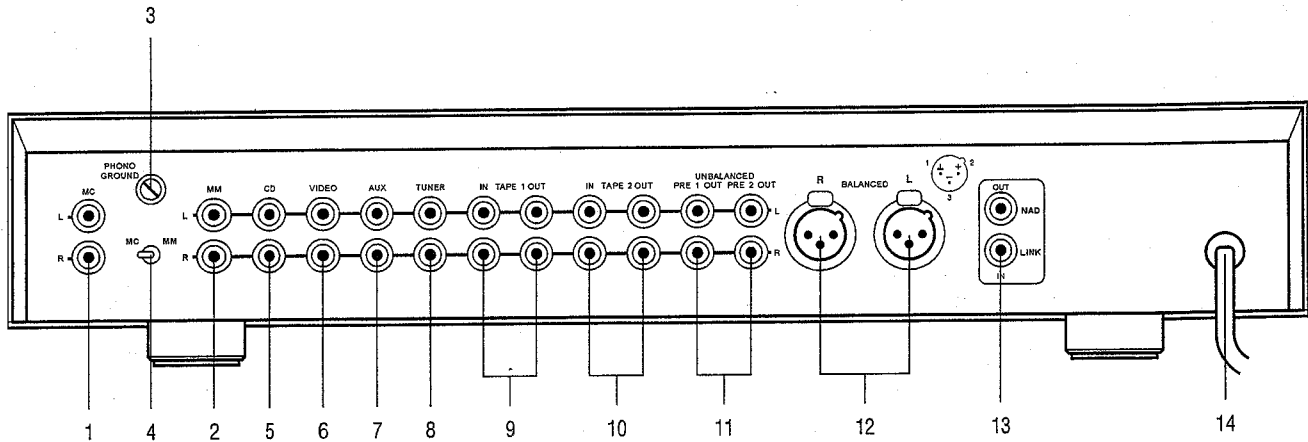 3
PHONO
GROUND
MC
MM
CD
VIDEO
AUX
TUNER
IN TAPE 1 OUT
IN TAPE 2 OUT
UNBALANCED
PRE 1 OUT PRE 2 OUT
R
BALANCED
L
1
2
3
OUT
NAD
L
L
L
MC
MM
R
R
R
LINK
IN
1
4
2
5
6
7
8
9
10
11
12
13
14